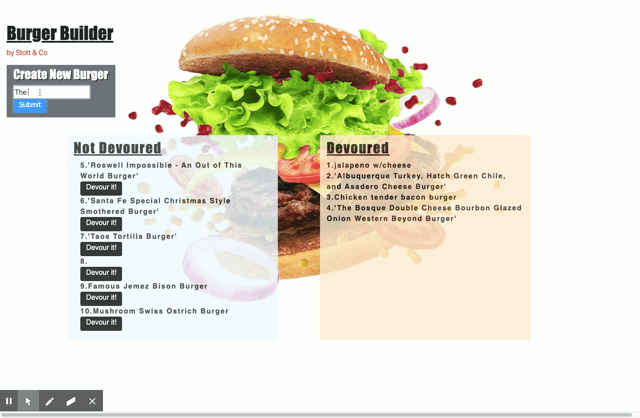 Burger Builder
by Stott & Co
Create New Burger
The
Submit
Not Devoured
5.'Roswell Impossible - An Out of This
World Burger'
Devour it!
6.'Santa Fe Special Christmas Style
Smothered Burger'
Devour it!
7.'Taos Tortilla Burger'
Devour it!
8.
Devour it!
9.Famous Jemez Bison Burger
Devour it!
10.Mushroom Swiss Ostrich Burger
Devour it!
Devoured
1.jalapeno w/cheese
2.'Albuquerque Turkey, Hatch Green Chile,
and Asadero Cheese Burger'
3.Chicken tender bacon burger
4.'The Bosque Double Cheese Bourbon Glazed
Onion Western Beyond Burger'